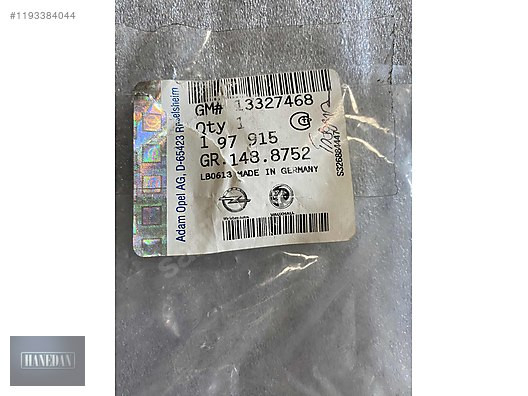 #1193384044
Adam Opel AG, D-65423 Rüsselsheim
GM# 13327468
Qty 1
1 97 915
GR.148.8752
LB0613 MADE IN GERMANY
VAUXHALL
HANEDAN